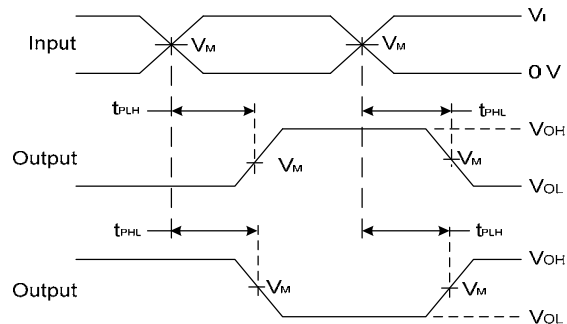 VI
Input VM VM
0 V
tPLH tPHL
VOH
Output VM VM
VOL
tPHL tPLH
VOH
Output VM VM
VOL